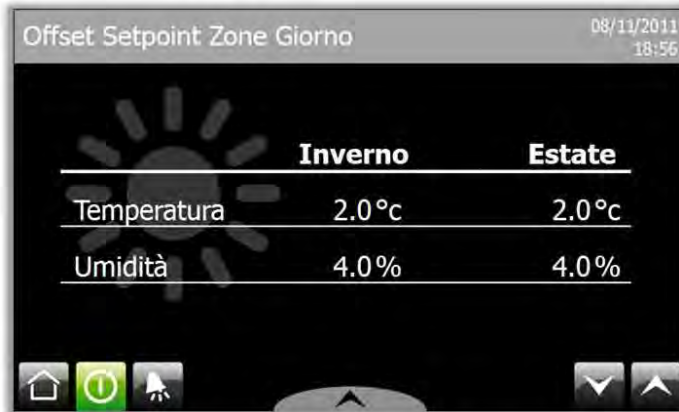 Offset Setpoint Zone Giorno
08/11/2011
18:56
Inverno Estate
Temperatura 2.0°c 2.0°c
Umidità 4.0% 4.0%